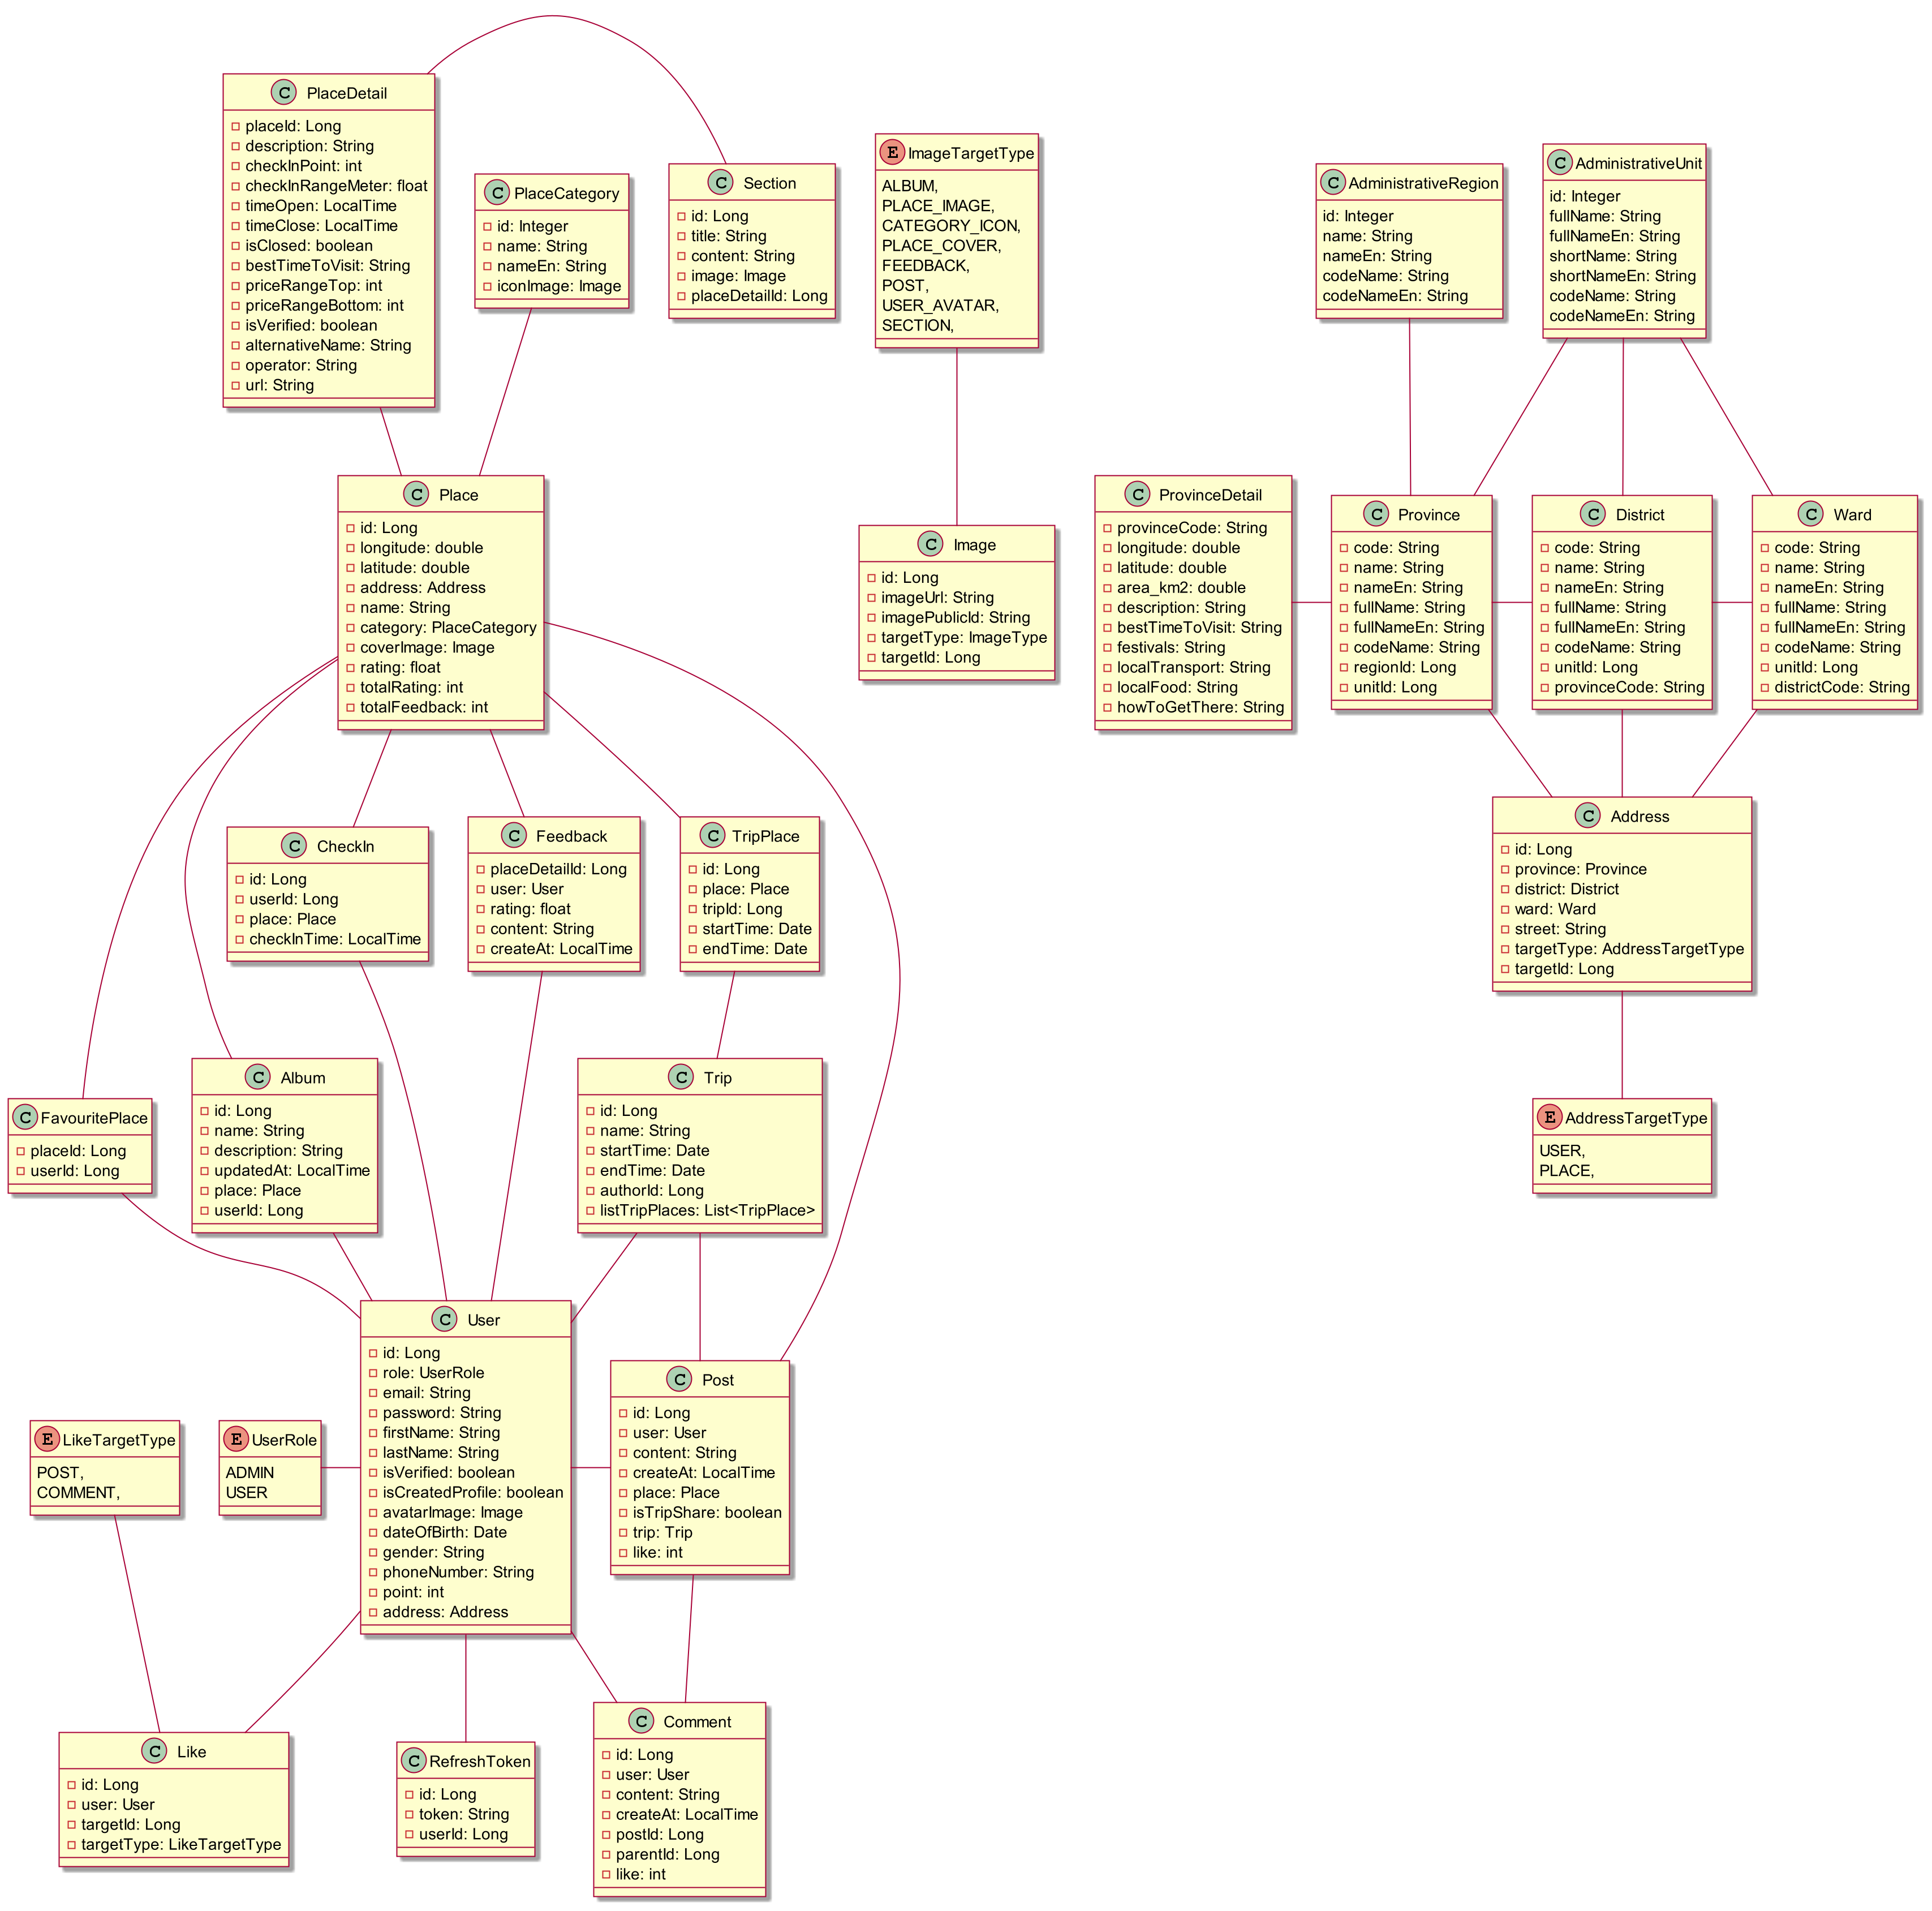 C PlaceDetail
placeId: Long
description: String
checkInPoint: int
checkInRangeMeter: float
timeOpen: LocalTime
timeClose: LocalTime
isClosed: boolean
bestTimeToVisit: String
priceRangeTop: int
priceRangeBottom: int
isVerified: boolean
alternativeName: String
operator: String
url: String
C PlaceCategory
id: Integer
name: String
nameEn: String
iconImage: Image
C Section
id: Long
title: String
content: String
image: Image
placeDetailId: Long
E ImageTargetType
ALBUM,
PLACE_IMAGE,
CATEGORY_ICON,
PLACE_COVER,
FEEDBACK,
POST,
USER_AVATAR,
SECTION,
C AdministrativeRegion
id: Integer
name: String
nameEn: String
codeName: String
codeNameEn: String
C AdministrativeUnit
id: Integer
fullName: String
fullNameEn: String
shortName: String
shortNameEn: String
codeName: String
codeNameEn: String
C Place
id: Long
longitude: double
latitude: double
address: Address
name: String
category: PlaceCategory
coverImage: Image
rating: float
totalRating: int
totalFeedback: int
C Image
id: Long
imageUrl: String
imagePublicId: String
targetType: ImageType
targetId: Long
C ProvinceDetail
provinceCode: String
longitude: double
latitude: double
area_km2: double
description: String
bestTimeToVisit: String
festivals: String
localTransport: String
localFood: String
howToGetThere: String
C Province
code: String
name: String
nameEn: String
fullName: String
fullNameEn: String
codeName: String
regionId: Long
unitId: Long
C District
code: String
name: String
nameEn: String
fullName: String
fullNameEn: String
codeName: String
unitId: Long
provinceCode: String
C Ward
code: String
name: String
nameEn: String
fullName: String
fullNameEn: String
codeName: String
unitId: Long
districtCode: String
C CheckIn
id: Long
userId: Long
place: Place
checkInTime: LocalTime
C Feedback
placeDetailId: Long
user: User
rating: float
content: String
createAt: LocalTime
C TripPlace
id: Long
place: Place
tripId: Long
startTime: Date
endTime: Date
C Address
id: Long
province: Province
district: District
ward: Ward
street: String
targetType: AddressTargetType
targetId: Long
C FavouritePlace
placeId: Long
userId: Long
C Album
id: Long
name: String
description: String
updatedAt: LocalTime
place: Place
userId: Long
C Trip
id: Long
name: String
startTime: Date
endTime: Date
authorId: Long
listTripPlaces: List<TripPlace>
E AddressTargetType
USER,
PLACE,
C User
id: Long
role: UserRole
email: String
password: String
firstName: String
lastName: String
isVerified: boolean
isCreatedProfile: boolean
avatarImage: Image
dateOfBirth: Date
gender: String
phoneNumber: String
point: int
address: Address
C Post
id: Long
user: User
content: String
createAt: LocalTime
place: Place
isTripShare: boolean
trip: Trip
like: int
E LikeTargetType
POST,
COMMENT,
E UserRole
ADMIN
USER
C Like
id: Long
user: User
targetId: Long
targetType: LikeTargetType
C RefreshToken
id: Long
token: String
userId: Long
C Comment
id: Long
user: User
content: String
createAt: LocalTime
postId: Long
parentId: Long
like: int